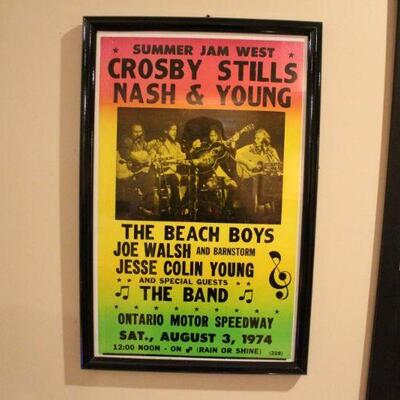 SUMMER JAM WEST
CROSBY STILLS
NASH & YOUNG
THE BEACH BOYS
JOE WALSH AND BARNSTORM
JESSE COLIN YOUNG
AND SPECIAL GUESTS
THE BAND
ONTARIO MOTOR SPEEDWAY
SAT., AUGUST 3, 1974
12:00 NOON - ON (RAIN OR SHINE)